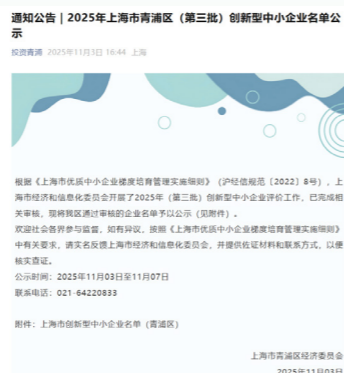 通知公告 | 2025年上海市青浦区（第三批）创新型中小企业名单公
示
投资青浦 2025年11月3日 16:44 上海
根据《上海市优质中小企业梯度培育管理实施细则》（沪经信规范〔2022〕8号），上
海市经济和信息化委员会开展了2025年（第三批）创新型中小企业评价工作，已完成相
关审核，现将我区通过审核的企业名单予以公示（见附件）。
欢迎社会各界参与监督，如有异议，按照《上海市优质中小企业梯度培育管理实施细则》
中有关要求，请实名反馈上海市经济和信息化委员会，并提供佐证材料和联系方式，以便
核实查证。
公示时间：2025年11月03日至11月07日
联系电话：021-64220833
附件：上海市创新型中小企业名单（青浦区）
上海市青浦区经济委员会
2025年11月03日